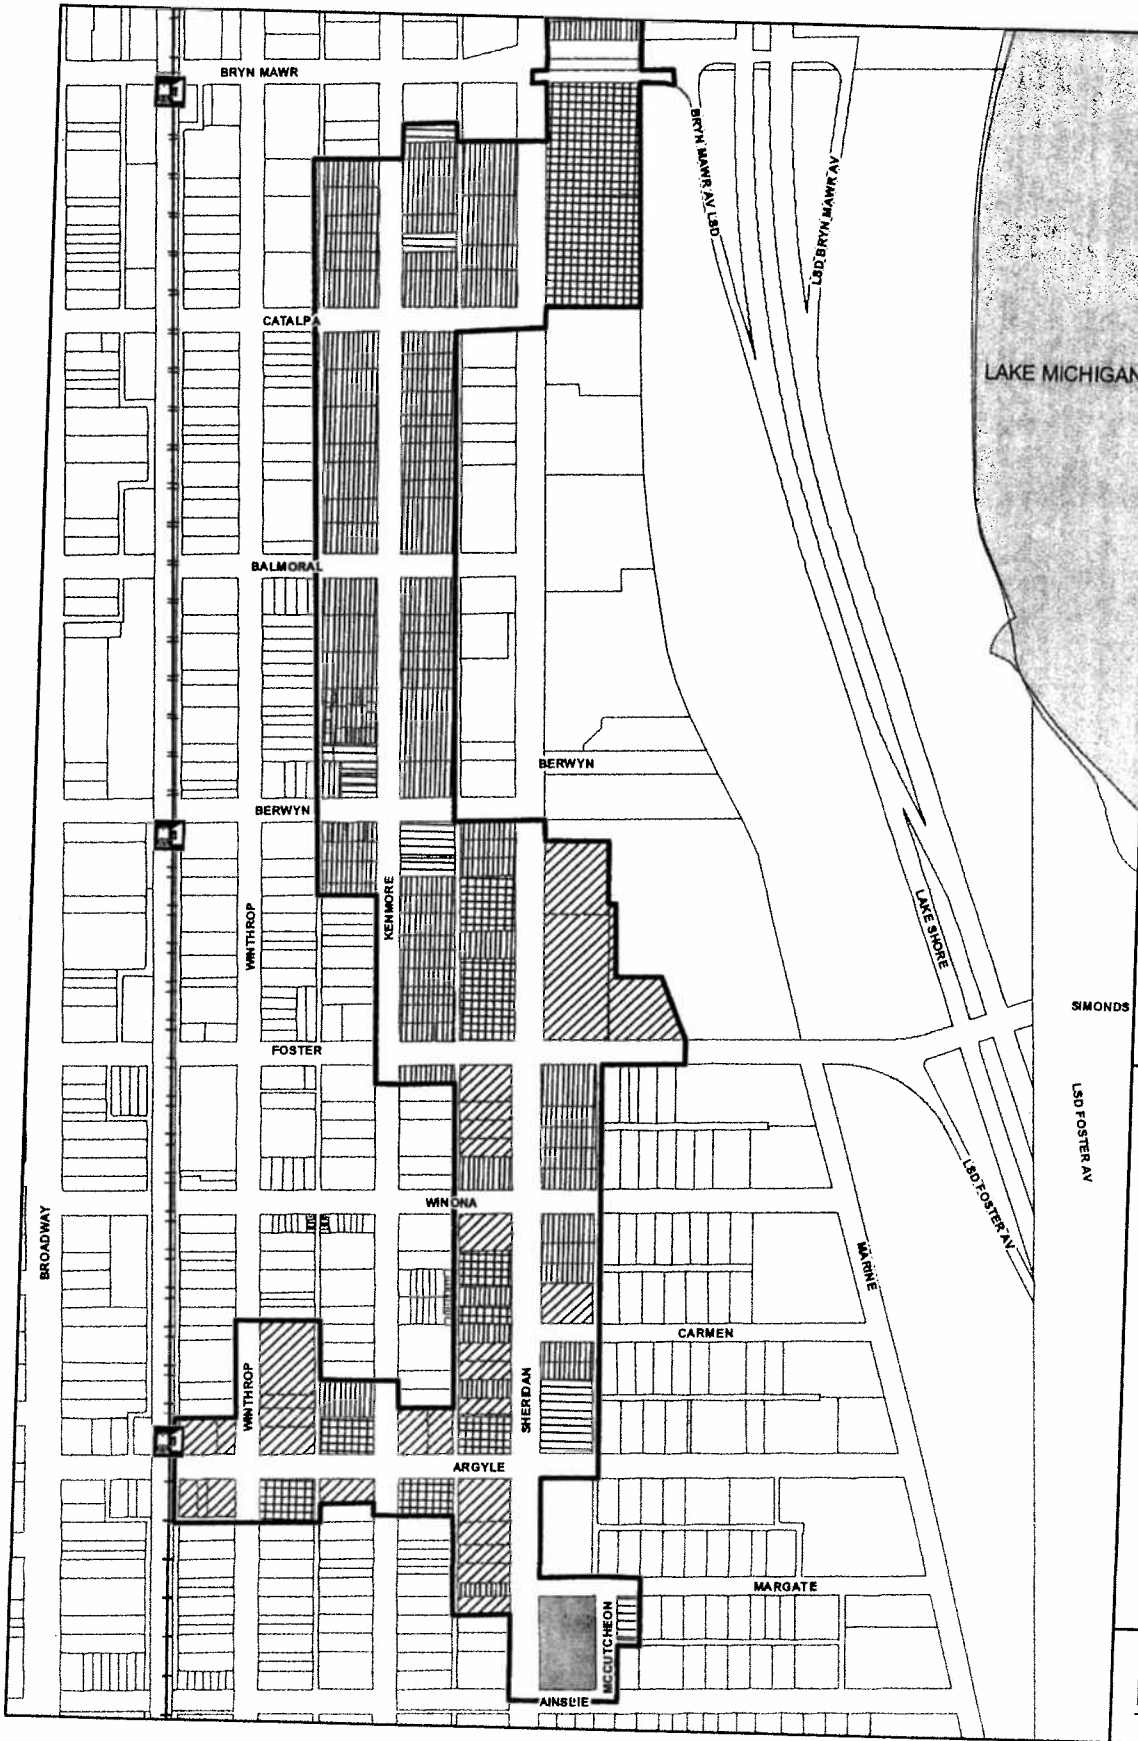 BRYN MAWR
BRYN MAWR AV LSD
LSD BRYN MAWR AV
CATALPA
LAKE MICHIGAN
BALMORAL
BERWYN
BERWYN
KENMORE
WINTHROP
LAKE SHORE
SIMONDS
FOSTER
LSD FOSTER AV
LSD FOSTER AV
WINONA
BROADWAY
MARINE
CARMEN
WINTHROP
SHERIDAN
ARGYLE
MARGATE
MCCUTCHEON
AINSLIE